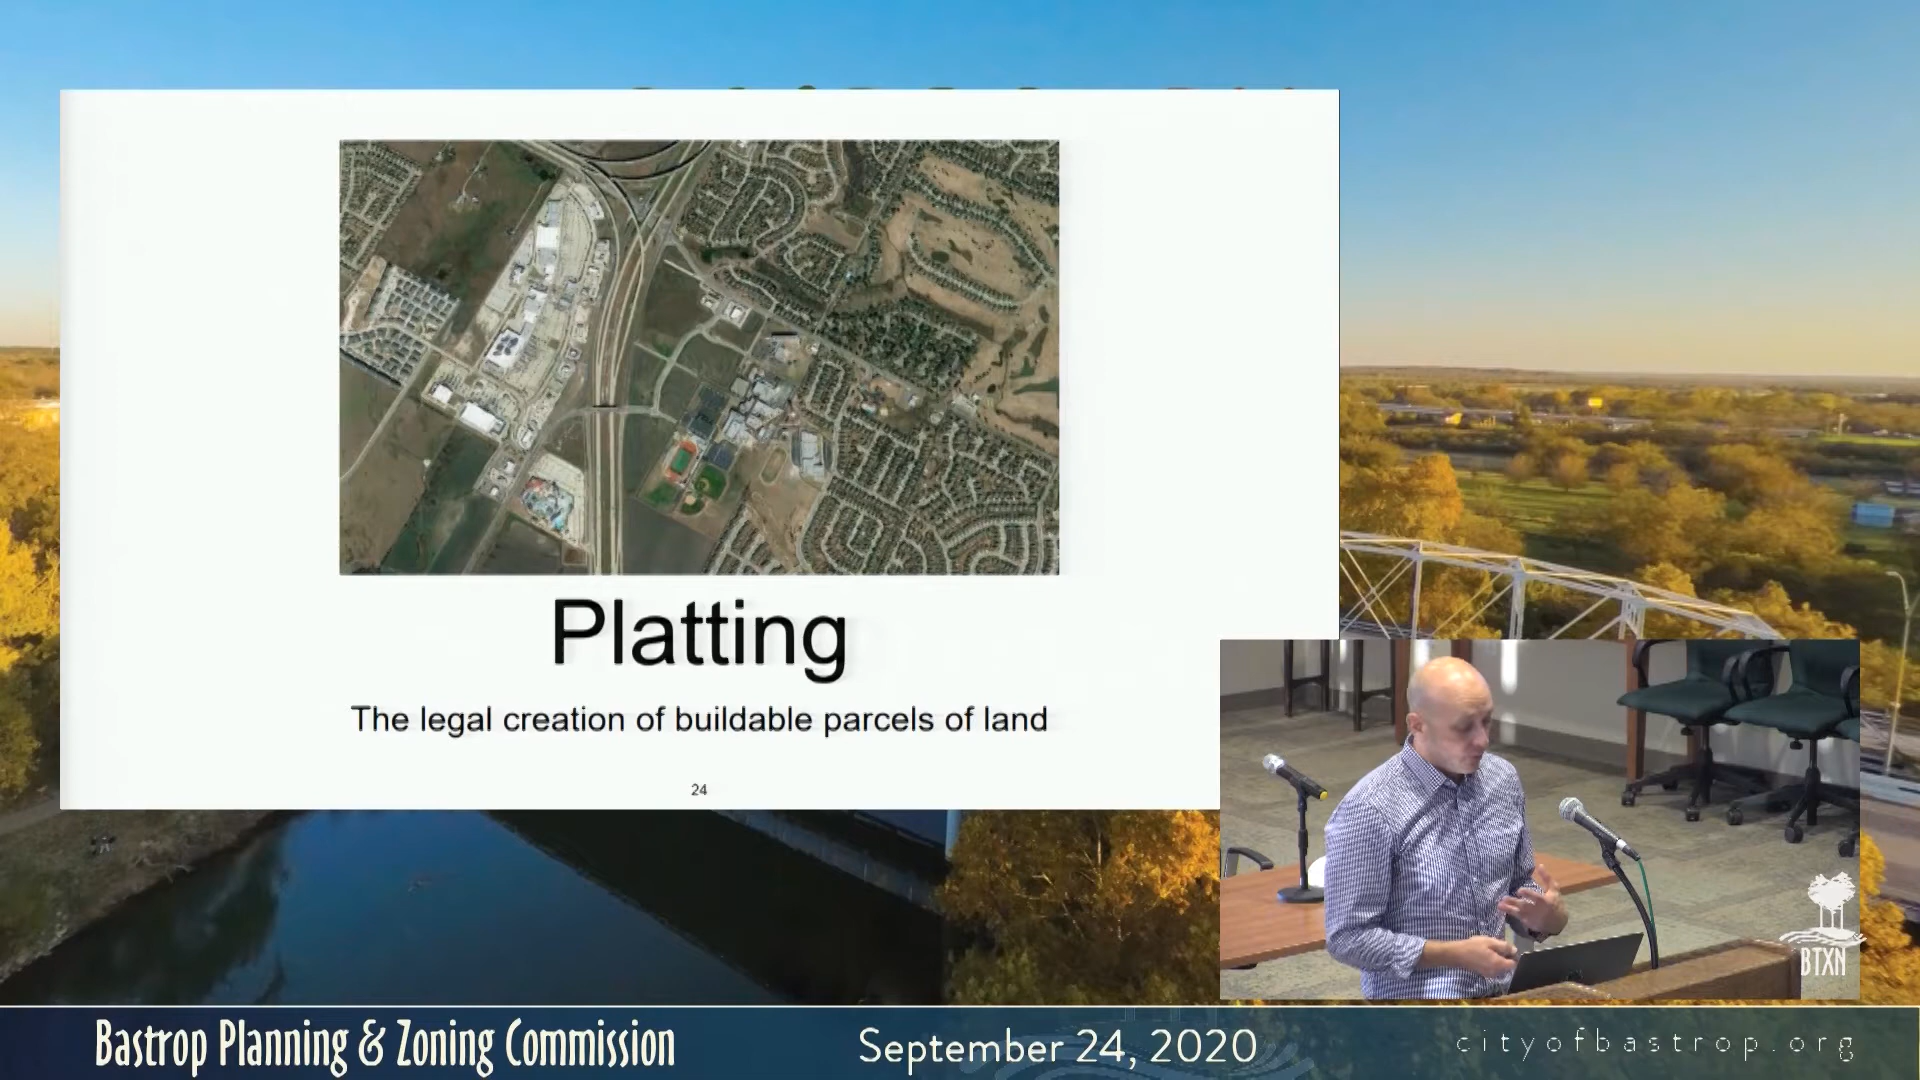 Platting
The legal creation of buildable parcels of land
24
BTXN
Bastrop Planning & Zoning Commission
September 24, 2020
cityofbastrop.org